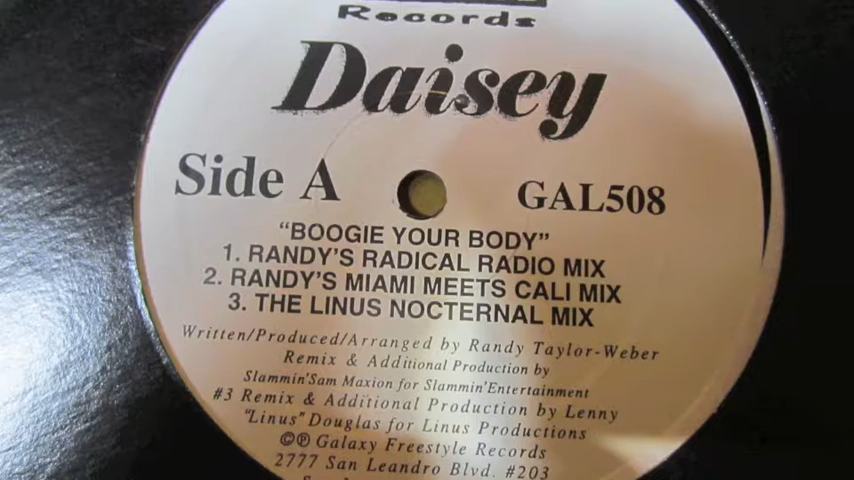 Records
Daisey
Side A
GAL508
“BOOGIE YOUR BODY”
1. RANDY’S RADICAL RADIO MIX
2. RANDY’S MIAMI MEETS CALI MIX
3. THE LINUS NOCTERNAL MIX
Written/Produced/Arranged by Randy Taylor-Weber
Remix & Additional Production by
Slammin’Sam Maxion for Slammin’Entertainment
#3 Remix & Additional Production by Lenny
“Linus” Douglas for Linus Productions
©℗ Galaxy Freestyle Records
2777 San Leandro Blvd. #203